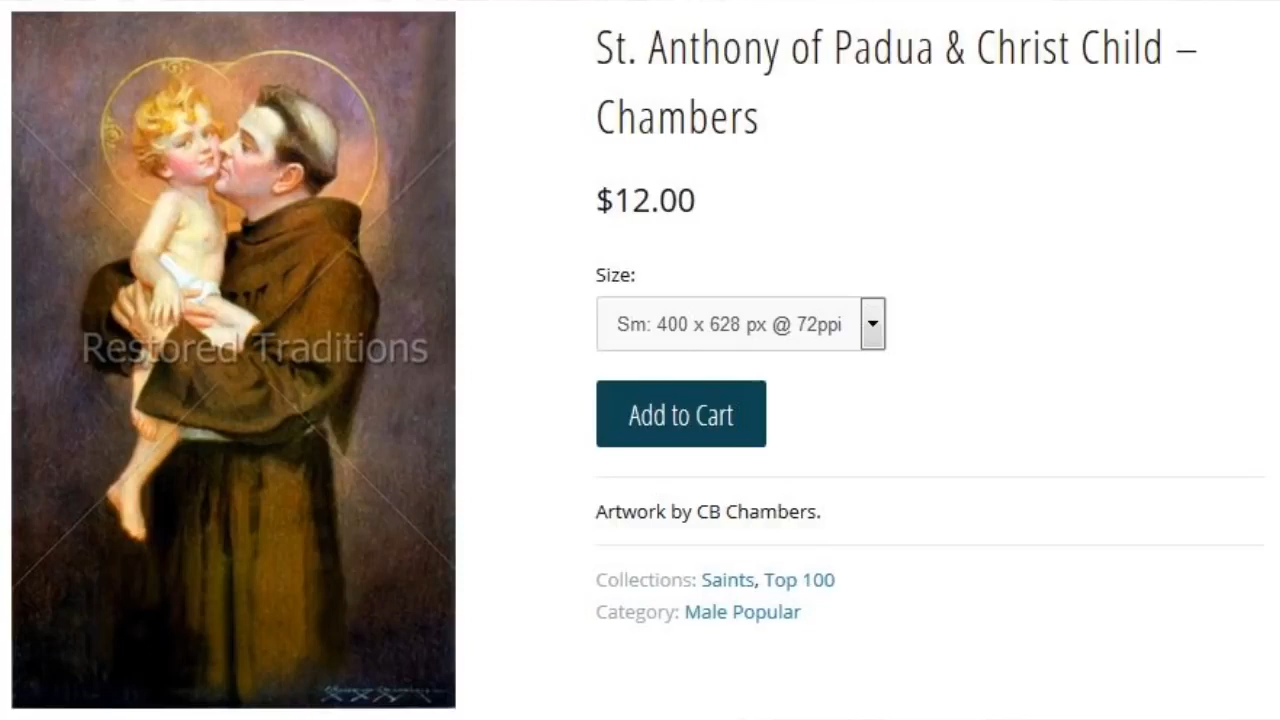 St. Anthony of Padua & Christ Child –
Chambers
$12.00
Size:
Sm: 400 x 628 px @ 72ppi
Add to Cart
Restored Traditions
Artwork by CB Chambers.
Collections: Saints, Top 100
Category: Male Popular